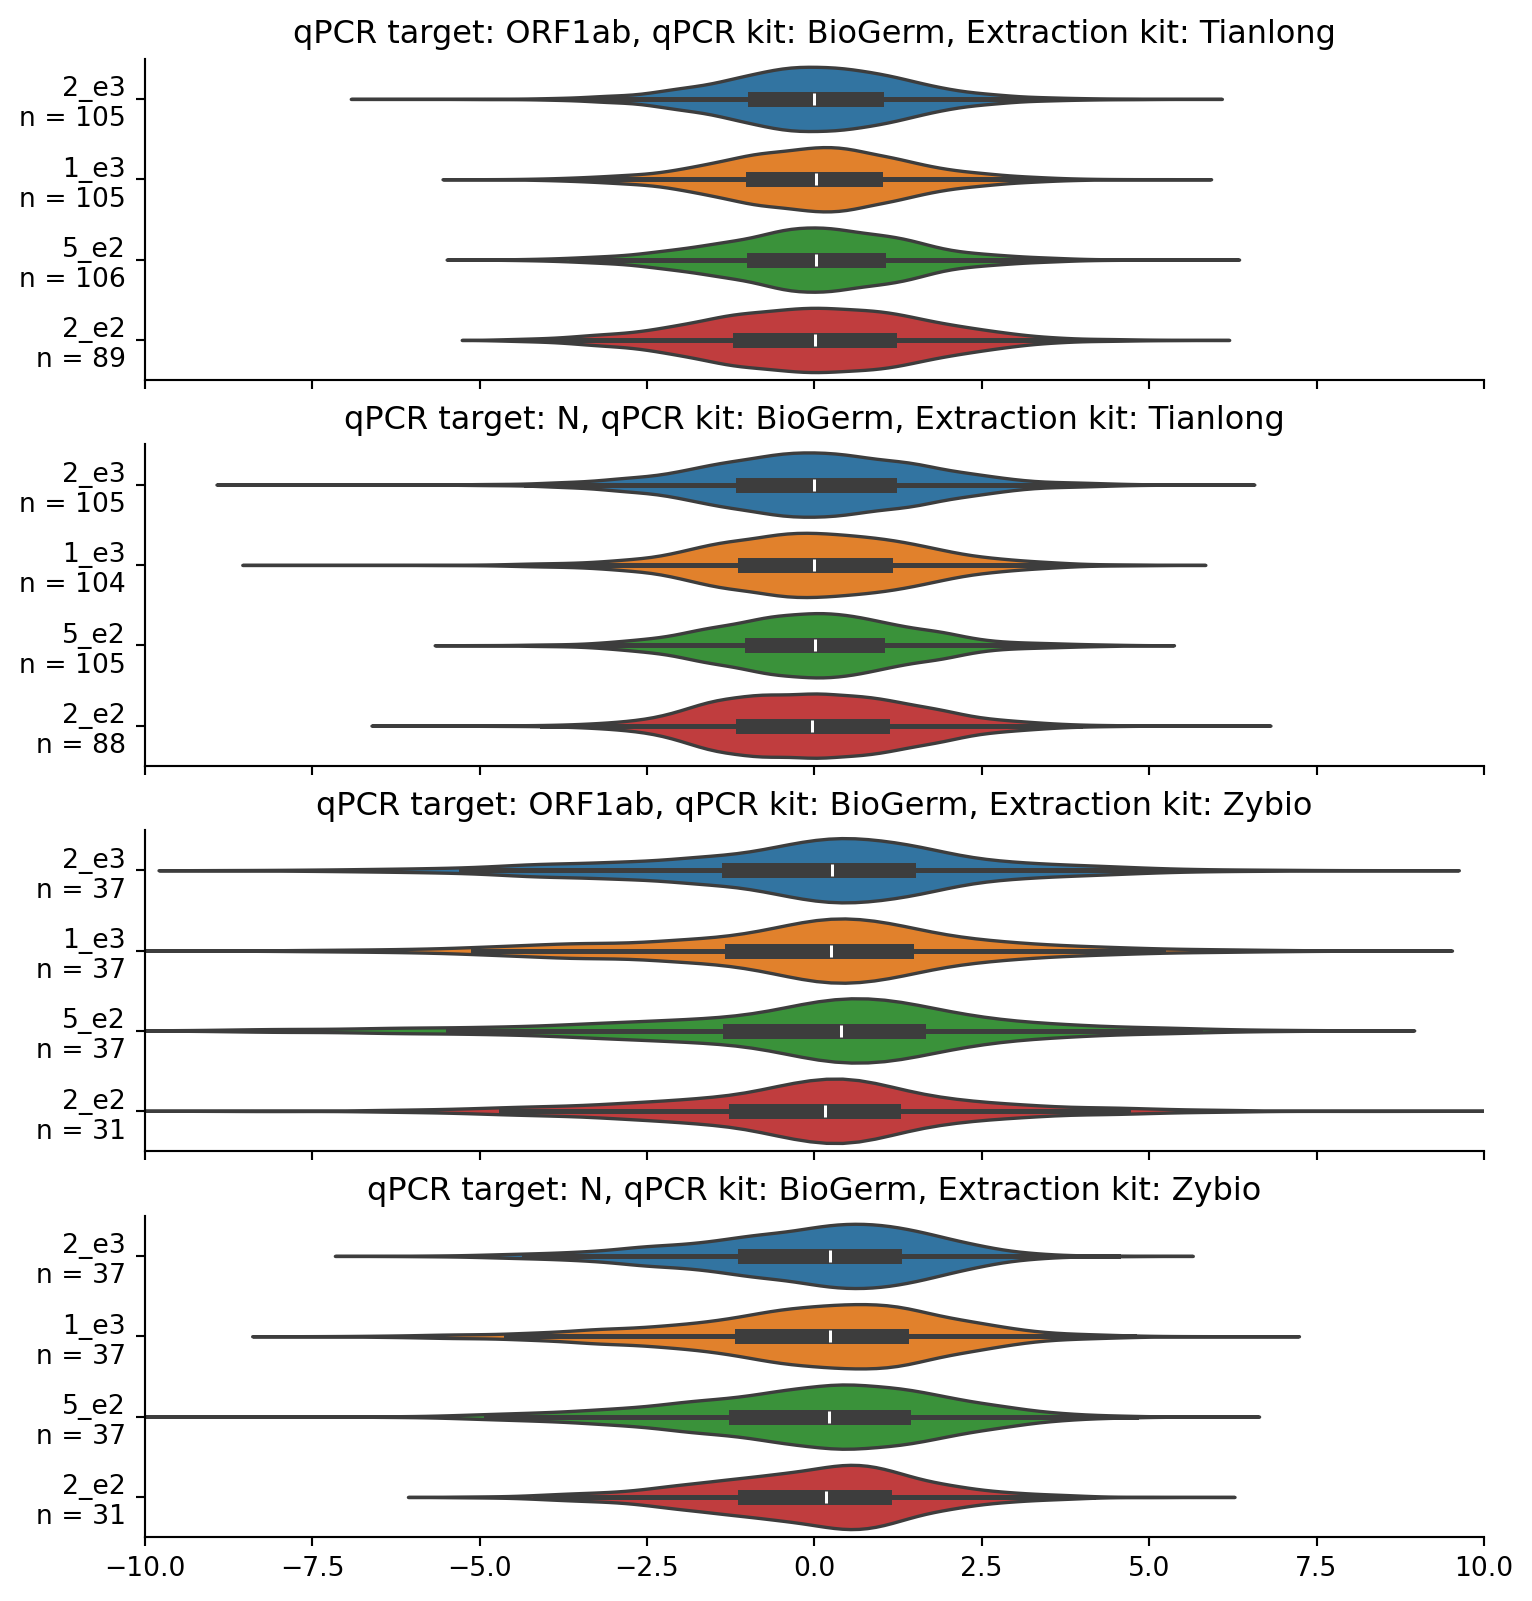 qPCR target: ORF1ab, qPCR kit: BioGerm, Extraction kit: Tianlong
2_e3
n = 105
1_e3
n = 105
5_e2
n = 106
2_e2
n = 89
qPCR target: N, qPCR kit: BioGerm, Extraction kit: Tianlong
2_e3
n = 105
1_e3
n = 104
5_e2
n = 105
2_e2
n = 88
qPCR target: ORF1ab, qPCR kit: BioGerm, Extraction kit: Zybio
2_e3
n = 37
1_e3
n = 37
5_e2
n = 37
2_e2
n = 31
qPCR target: N, qPCR kit: BioGerm, Extraction kit: Zybio
2_e3
n = 37
1_e3
n = 37
5_e2
n = 37
2_e2
n = 31
−10.0 −7.5 −5.0 −2.5 0.0 2.5 5.0 7.5 10.0